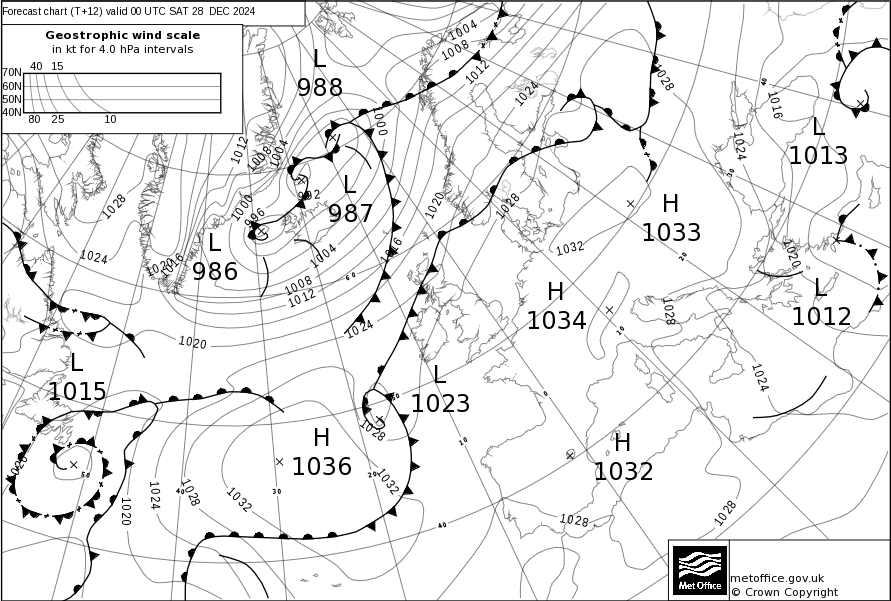 Forecast chart (T+12) valid 00 UTC SAT 28 DEC 2024
Geostrophic wind scale
in kt for 4.0 hPa intervals
40 15
70N
60N
50N
40N
80 25 10
L
988
1004
1008
1012
1024
1028
1016
1024
L
1013
1000
1012
1008
1004
L
987
992
1000
996
1028
1020
1028
H
1033
L
986
1024
1020
1016
1004
1016
1032
1020
1008
1012
H
1034
1028
L
1012
1024
1020
L
1015
L
1023
1024
1028
H
1036
H
1032
1020
1020
1024
1028
1032
1032
1028
1028
40
30
20
10
0
10
20
30
40
50
60
40
30
Met Office
metoffice.gov.uk
© Crown Copyright